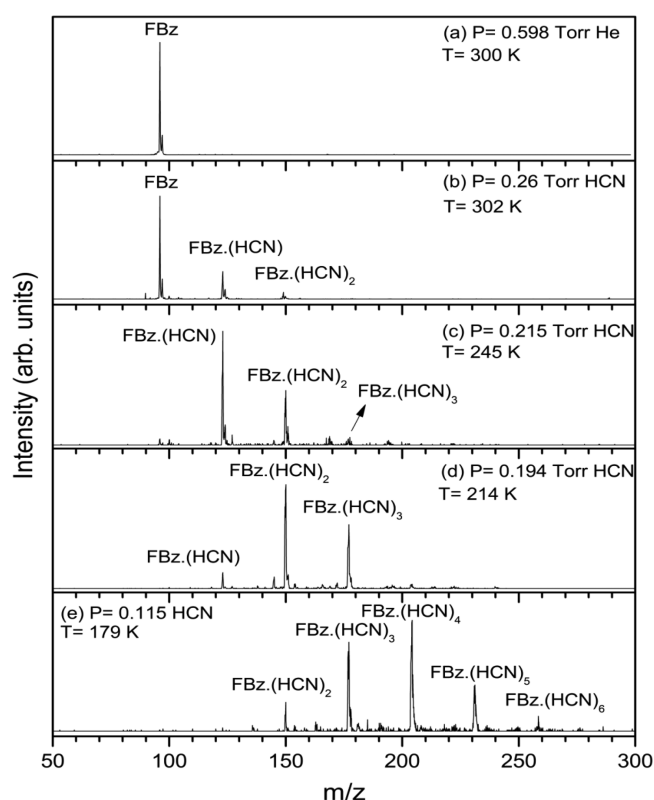 FBz
(a) P= 0.598 Torr He
T= 300 K
FBz
(b) P= 0.26 Torr HCN
T= 302 K
FBz.(HCN)
FBz.(HCN)₂
(c) P= 0.215 Torr HCN
T= 245 K
FBz.(HCN)
FBz.(HCN)₂
FBz.(HCN)₃
(d) P= 0.194 Torr HCN
T= 214 K
FBz.(HCN)₂
FBz.(HCN)₃
FBz.(HCN)
(e) P= 0.115 HCN
T= 179 K
FBz.(HCN)₄
FBz.(HCN)₃
FBz.(HCN)₅
FBz.(HCN)₂
FBz.(HCN)₆
50 100 150 200 250 300
m/z
Intensity (arb. units)